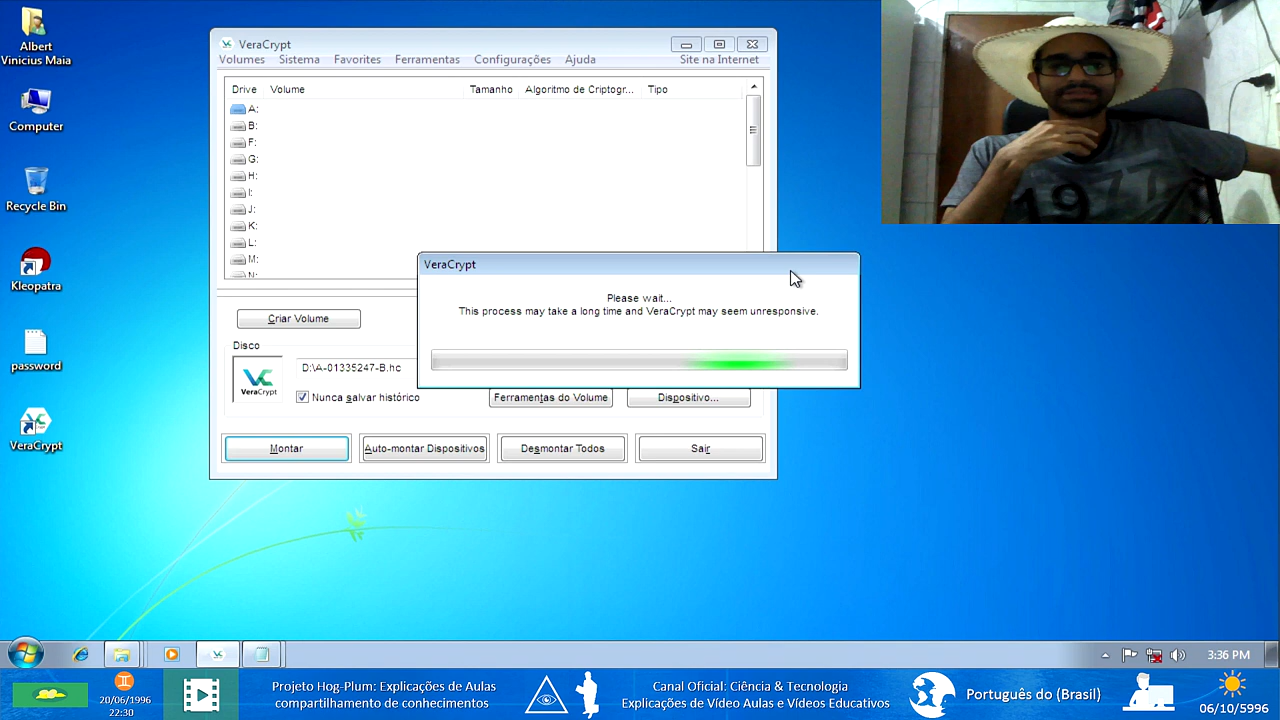 Albert
Vinicius Maia
Computer
Recycle Bin
Kleopatra
password
VeraCrypt
VeraCrypt
Volumes Sistema Favorites Ferramentas Configurações Ajuda Site na Internet
Drive Volume Tamanho Algoritmo de Criptogr... Tipo
A:
B:
F:
G:
H:
I:
J:
K:
L:
M:
N:
VeraCrypt
Please wait...
This process may take a long time and VeraCrypt may seem unresponsive.
Criar Volume
Disco
VeraCrypt
D:\A-01335247-B.hc
Nunca salvar histórico
Ferramentas do Volume
Dispositivo...
Montar
Auto-montar Dispositivos
Desmontar Todos
Sair
19 77
3:36 PM
20/06/1996
22:30
Projeto Hog-Plum: Explicações de Aulas
compartilhamento de conhecimentos
Canal Oficial: Ciência & Tecnologia
Explicações de Vídeo Aulas e Vídeos Educativos
Português do (Brasil)
06/10/5996